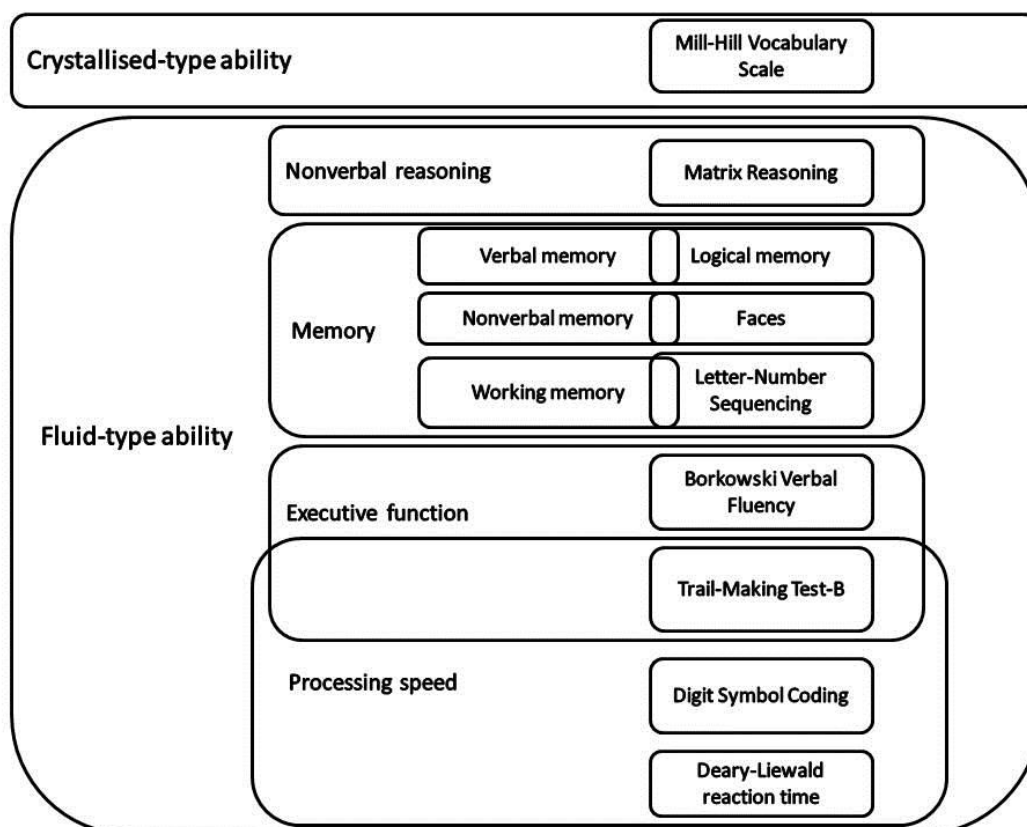 Crystallised-type ability
Mill-Hill Vocabulary
Scale
Nonverbal reasoning
Matrix Reasoning
Verbal memory
Logical memory
Nonverbal memory
Faces
Memory
Working memory
Letter-Number
Sequencing
Fluid-type ability
Borkowski Verbal
Fluency
Executive function
Trail-Making Test-B
Processing speed
Digit Symbol Coding
Deary-Liewald
reaction time